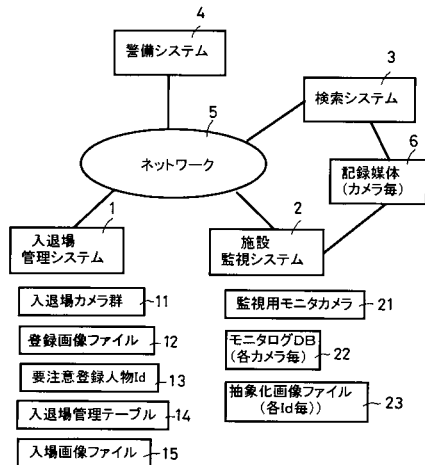 4
警備システム
3
検索システム
5
ネットワーク
6
記録媒体
(カメラ毎)
1
入退場
管理システム
2
施設
監視システム
入退場カメラ群
11
監視用モニタカメラ
21
登録画像ファイル
12
モニタログDB
(各カメラ毎)
22
要注意登録人物Id
13
抽象化画像ファイル
(各Id毎))
23
入退場管理テーブル
14
入場画像ファイル
15